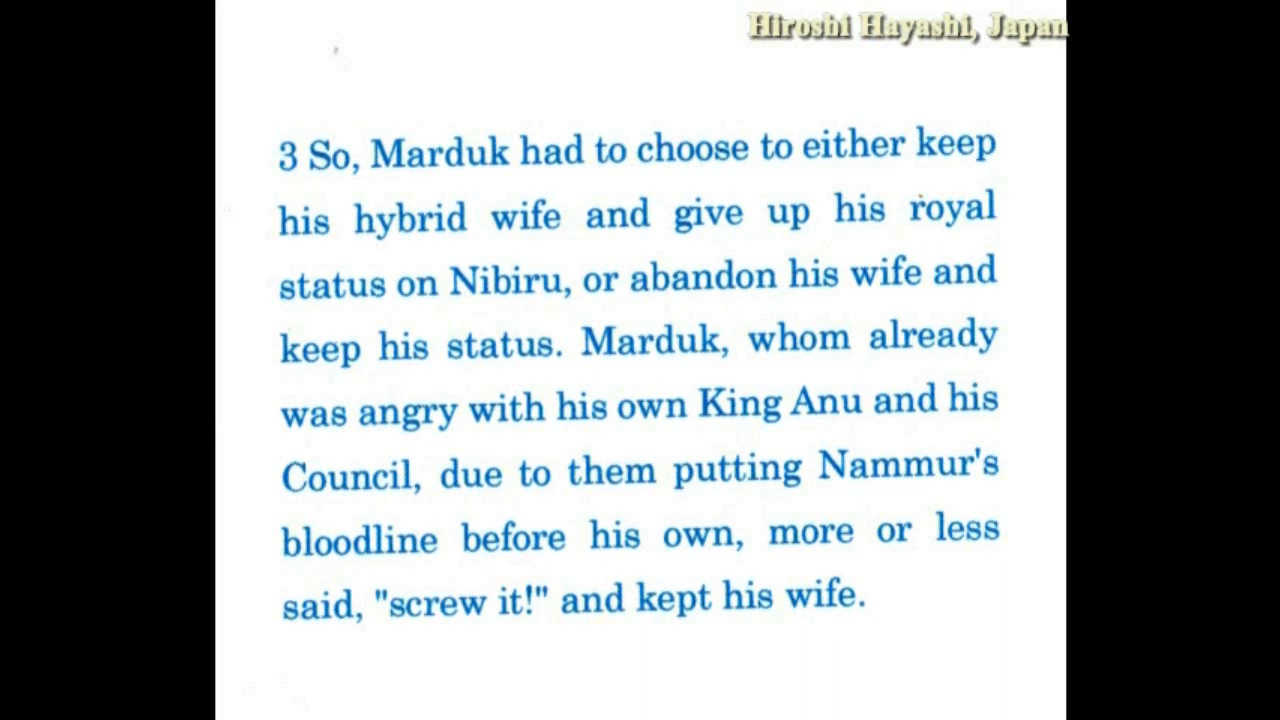 Hiroshi Hayashi, Japan
3 So, Marduk had to choose to either keep
his hybrid wife and give up his royal
status on Nibiru, or abandon his wife and
keep his status. Marduk, whom already
was angry with his own King Anu and his
Council, due to them putting Nammur's
bloodline before his own, more or less
said, "screw it!" and kept his wife.